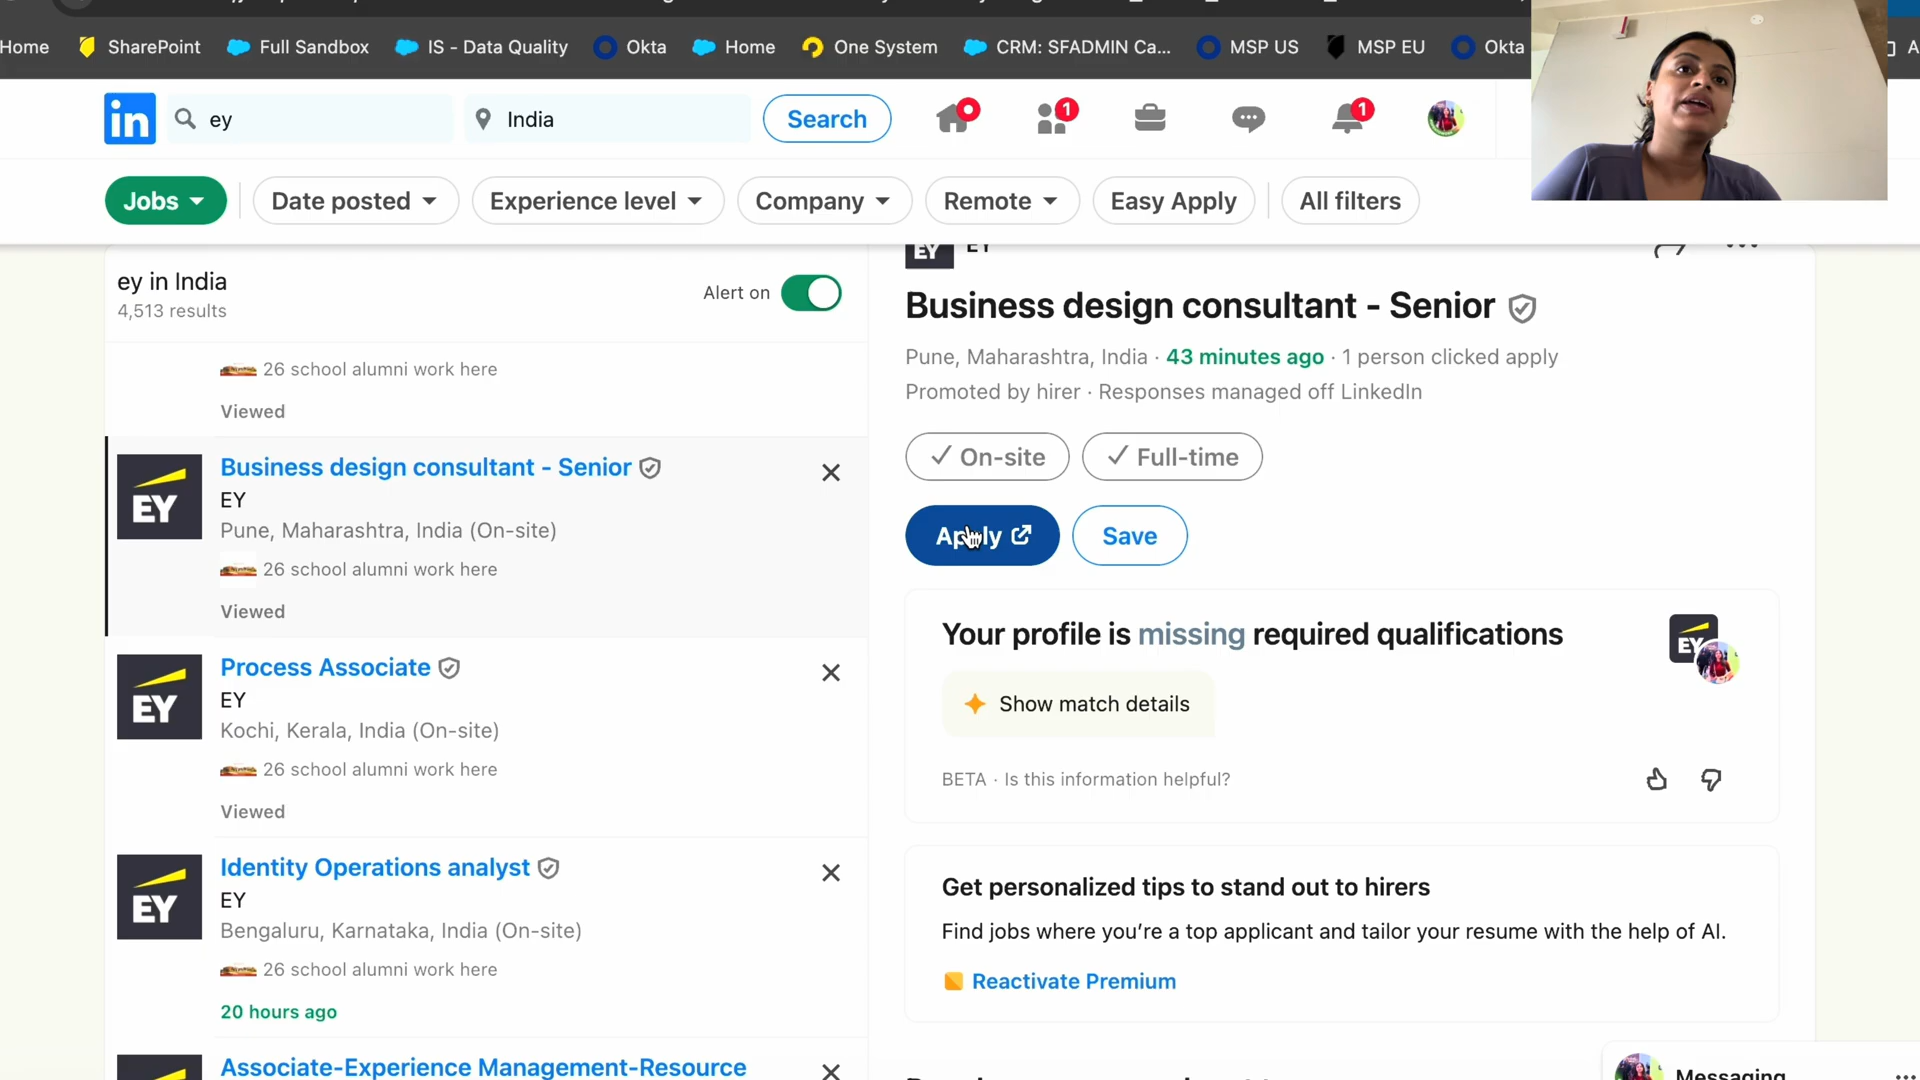 Home SharePoint Full Sandbox IS - Data Quality Okta Home One System CRM: SFADMIN Ca... MSP US MSP EU Okta
in ey India Search 1 1
Jobs Date posted Experience level Company Remote Easy Apply All filters
ey in India
4,513 results
Alert on
26 school alumni work here
Viewed
EY
Business design consultant - Senior
EY
Pune, Maharashtra, India (On-site)
26 school alumni work here
Viewed
EY
Process Associate
EY
Kochi, Kerala, India (On-site)
26 school alumni work here
Viewed
EY
Identity Operations analyst
EY
Bengaluru, Karnataka, India (On-site)
26 school alumni work here
20 hours ago
Associate-Experience Management-Resource
EY EY
Business design consultant - Senior
Pune, Maharashtra, India · 43 minutes ago · 1 person clicked apply
Promoted by hirer · Responses managed off LinkedIn
On-site Full-time
Apply Save
Your profile is missing required qualifications
EY
Show match details
BETA · Is this information helpful?
Get personalized tips to stand out to hirers
Find jobs where you're a top applicant and tailor your resume with the help of AI.
Reactivate Premium
Messaging